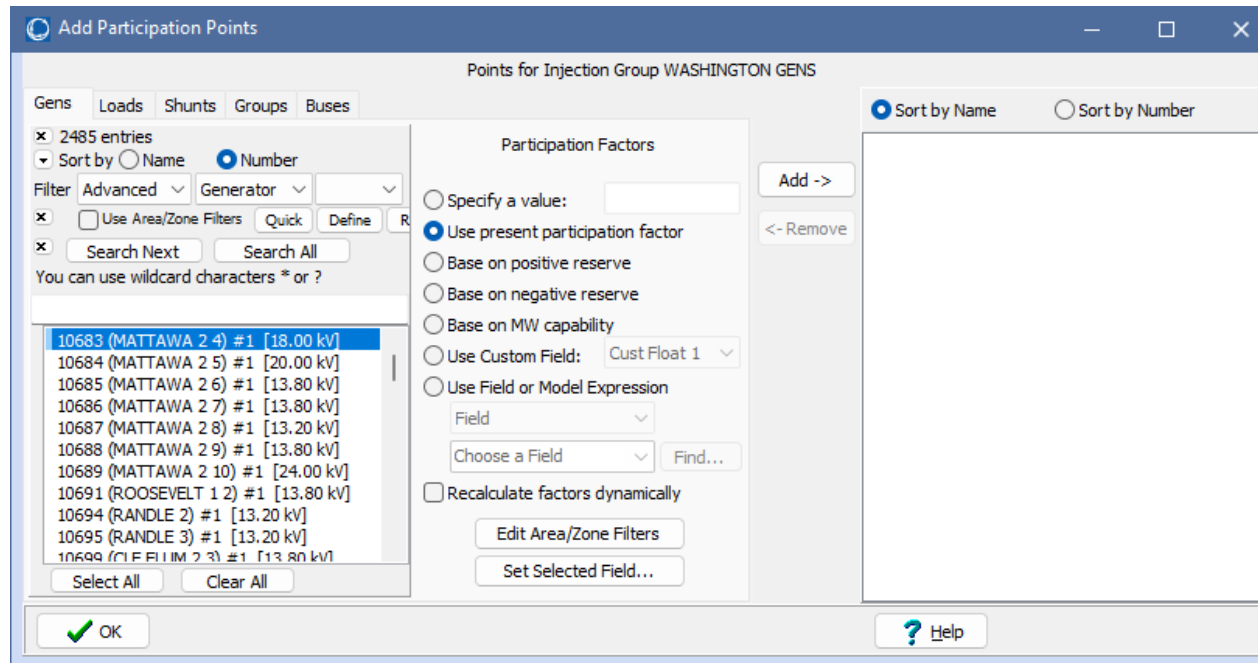 Add Participation Points
Points for Injection Group WASHINGTON GENS
Gens Loads Shunts Groups Buses
2485 entries
Sort by Name Number
Filter Advanced Generator
Use Area/Zone Filters Quick Define R
Search Next Search All
You can use wildcard characters * or ?
10683 (MATTAWA 2 4) #1 [18.00 kV]
10684 (MATTAWA 2 5) #1 [20.00 kV]
10685 (MATTAWA 2 6) #1 [13.80 kV]
10686 (MATTAWA 2 7) #1 [13.80 kV]
10687 (MATTAWA 2 8) #1 [13.20 kV]
10688 (MATTAWA 2 9) #1 [13.80 kV]
10689 (MATTAWA 2 10) #1 [24.00 kV]
10691 (ROOSEVELT 1 2) #1 [13.80 kV]
10694 (RANDLE 2) #1 [13.20 kV]
10695 (RANDLE 3) #1 [13.20 kV]
10699 (CLE ELUM 2 3) #1 [13.80 kV]
Select All Clear All
Participation Factors
Specify a value:
Use present participation factor
Base on positive reserve
Base on negative reserve
Base on MW capability
Use Custom Field: Cust Float 1
Use Field or Model Expression
Field
Choose a Field Find...
Recalculate factors dynamically
Edit Area/Zone Filters
Set Selected Field...
Add ->
<- Remove
Sort by Name Sort by Number
OK
? Help